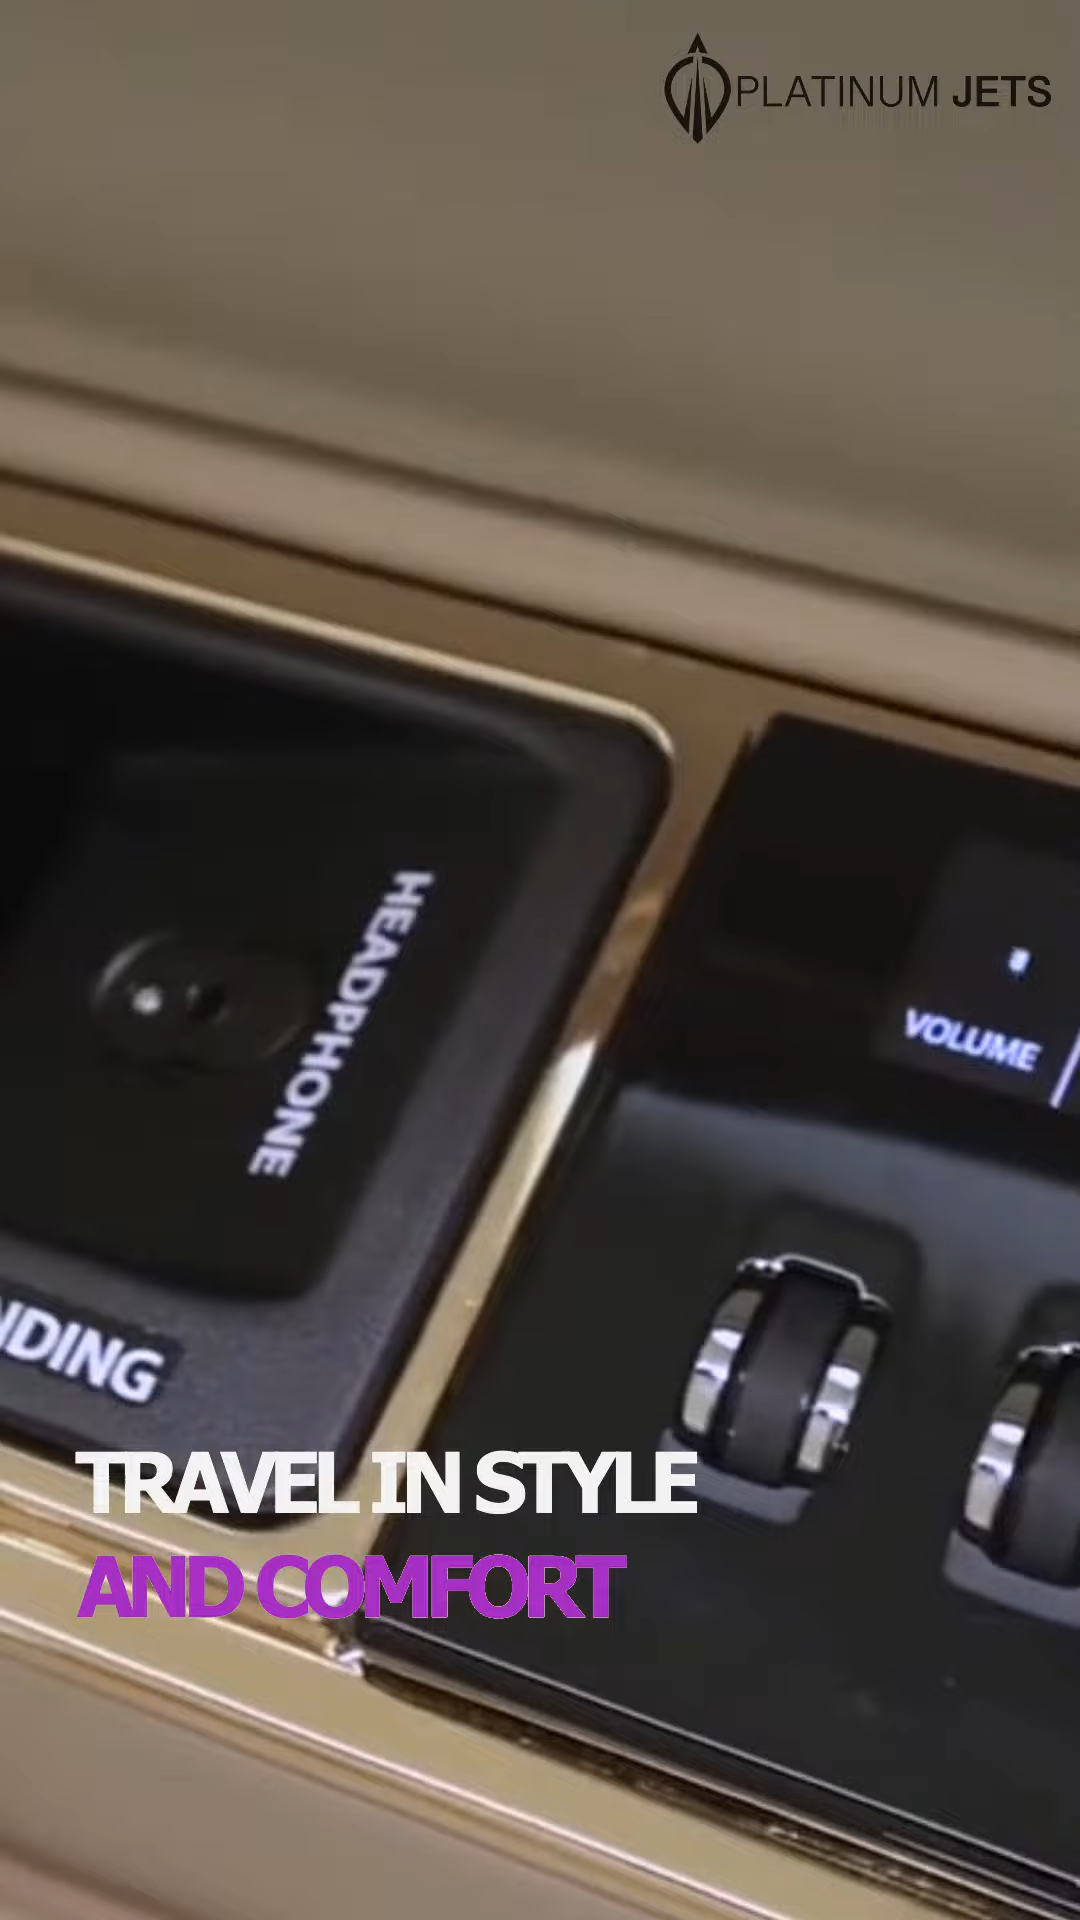 PLATINUM JETS
HEADPHONE
VOLUME
TRAVEL IN STYLE
AND COMFORT